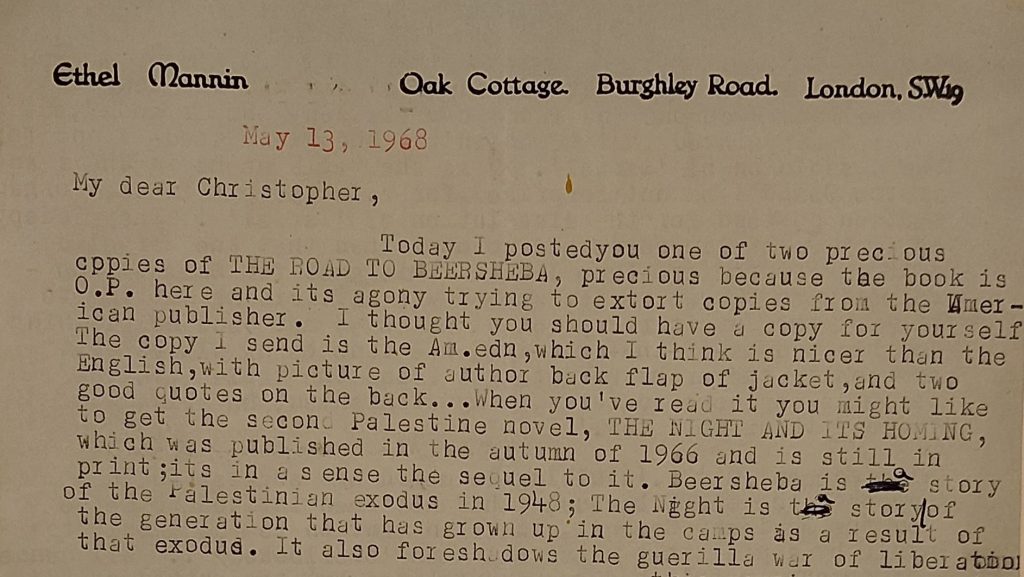 Ethel Mannin Oak Cottage. Burghley Road. London, S.W.19
May 13, 1968
My dear Christopher,
Today I postedyou one of two precious
cppies of THE ROAD TO BEERSHEBA, precious because the book is
O.P. here and its agony trying to extort copies from the Amer-
ican publisher. I thought you should have a copy for yourself
The copy I send is the Am.edn,which I think is nicer than the
English,with picture of author back flap of jacket,and two
good quotes on the back...When you've read it you might like
to get the second Palestine novel, THE NIGHT AND ITS HOMING,
which was published in the autumn of 1966 and is still in
print;its in a sense the sequel to it. Beersheba is a story
of the Palestinian exodus in 1948; The Nighht is a story of
the generation that has grown up in the camps as a result of
that exodus. It also foreshadows the guerilla war of liberation